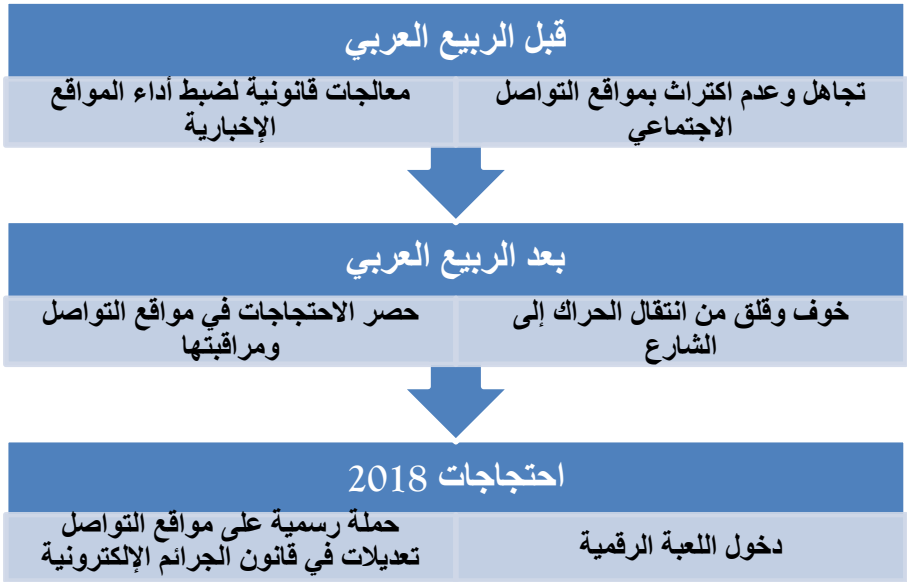 قبل الربيع العربي
تجاهل وعدم اكتراث بمواقع التواصل
الاجتماعي
معالجات قانونية لضبط أداء المواقع
الإخبارية
بعد الربيع العربي
خوف وقلق من انتقال الحراك إلى
الشارع
حصر الاحتجاجات في مواقع التواصل
ومراقبتها
احتجاجات 2018
دخول اللعبة الرقمية
حملة رسمية على مواقع التواصل
تعديلات في قانون الجرائم الإلكترونية